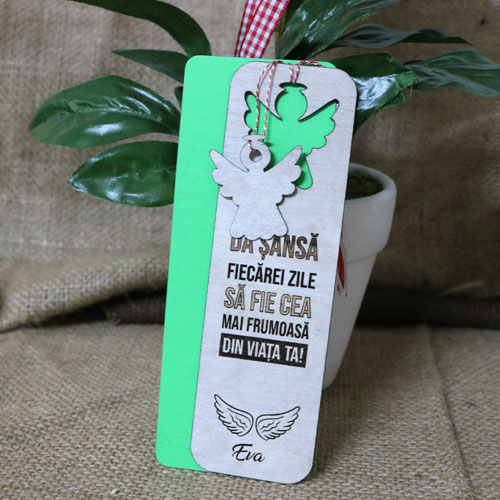 DĂ ȘANSĂ
FIECĂREI ZILE
SĂ FIE CEA
MAI FRUMOASĂ
DIN VIAȚA TA!
Eva